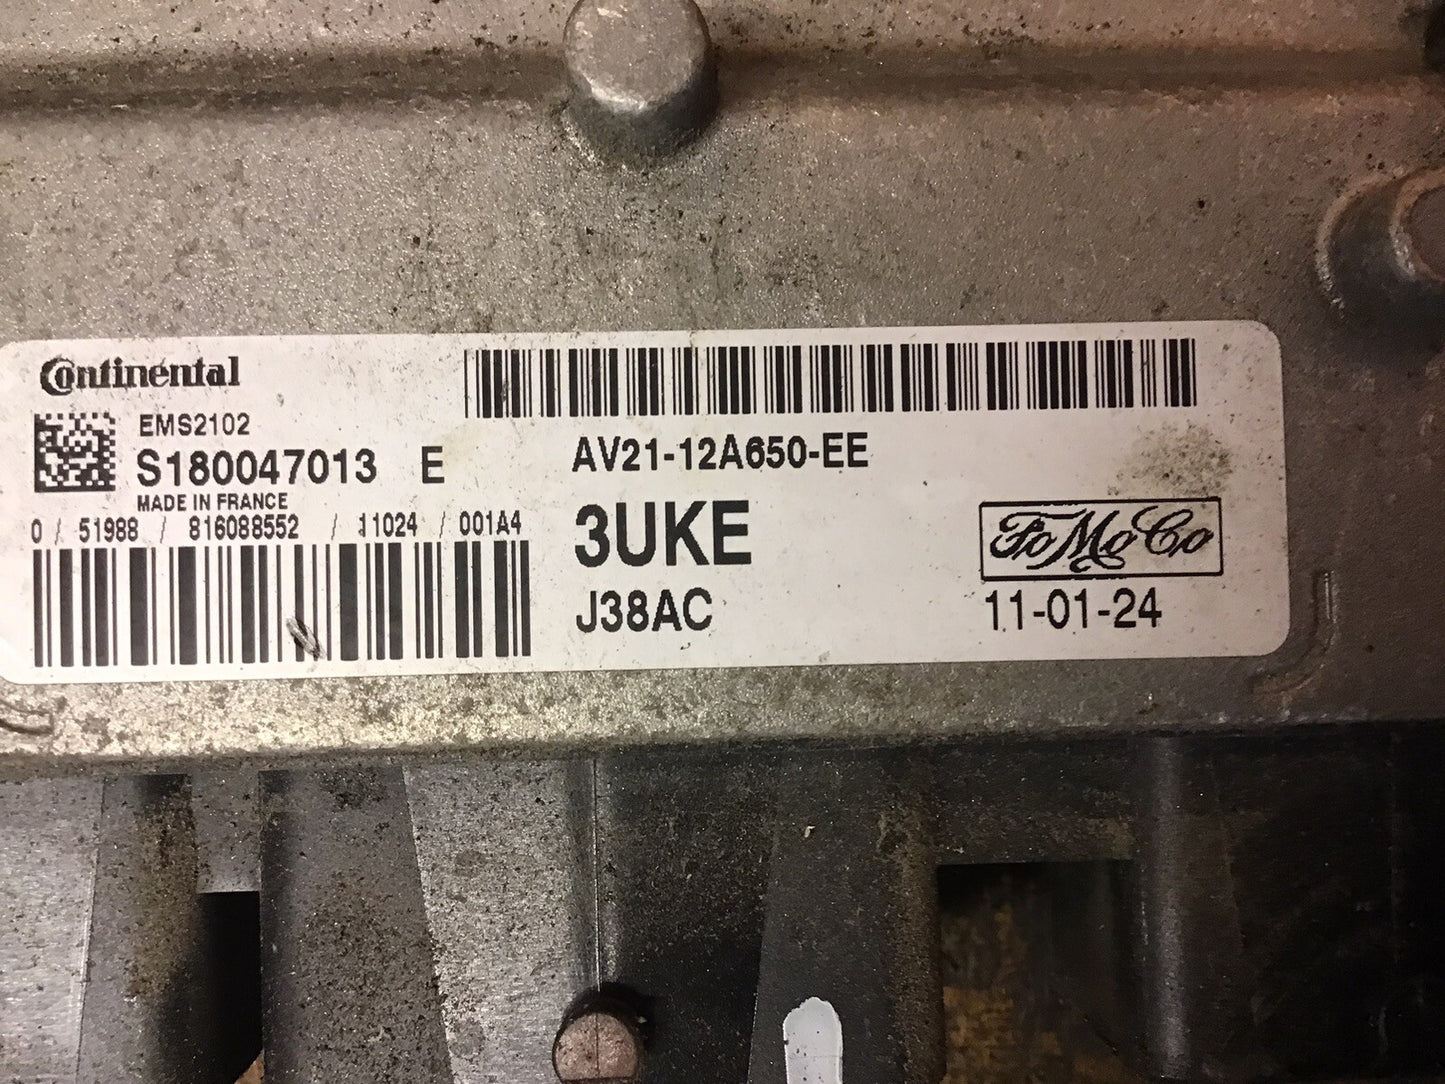 Continental
EMS2102
S180047013 E
MADE IN FRANCE
0 / 51988 / 816088552 / 11024 / 001A4
AV21-12A650-EE
3UKE
J38AC
FoMoCo
11-01-24